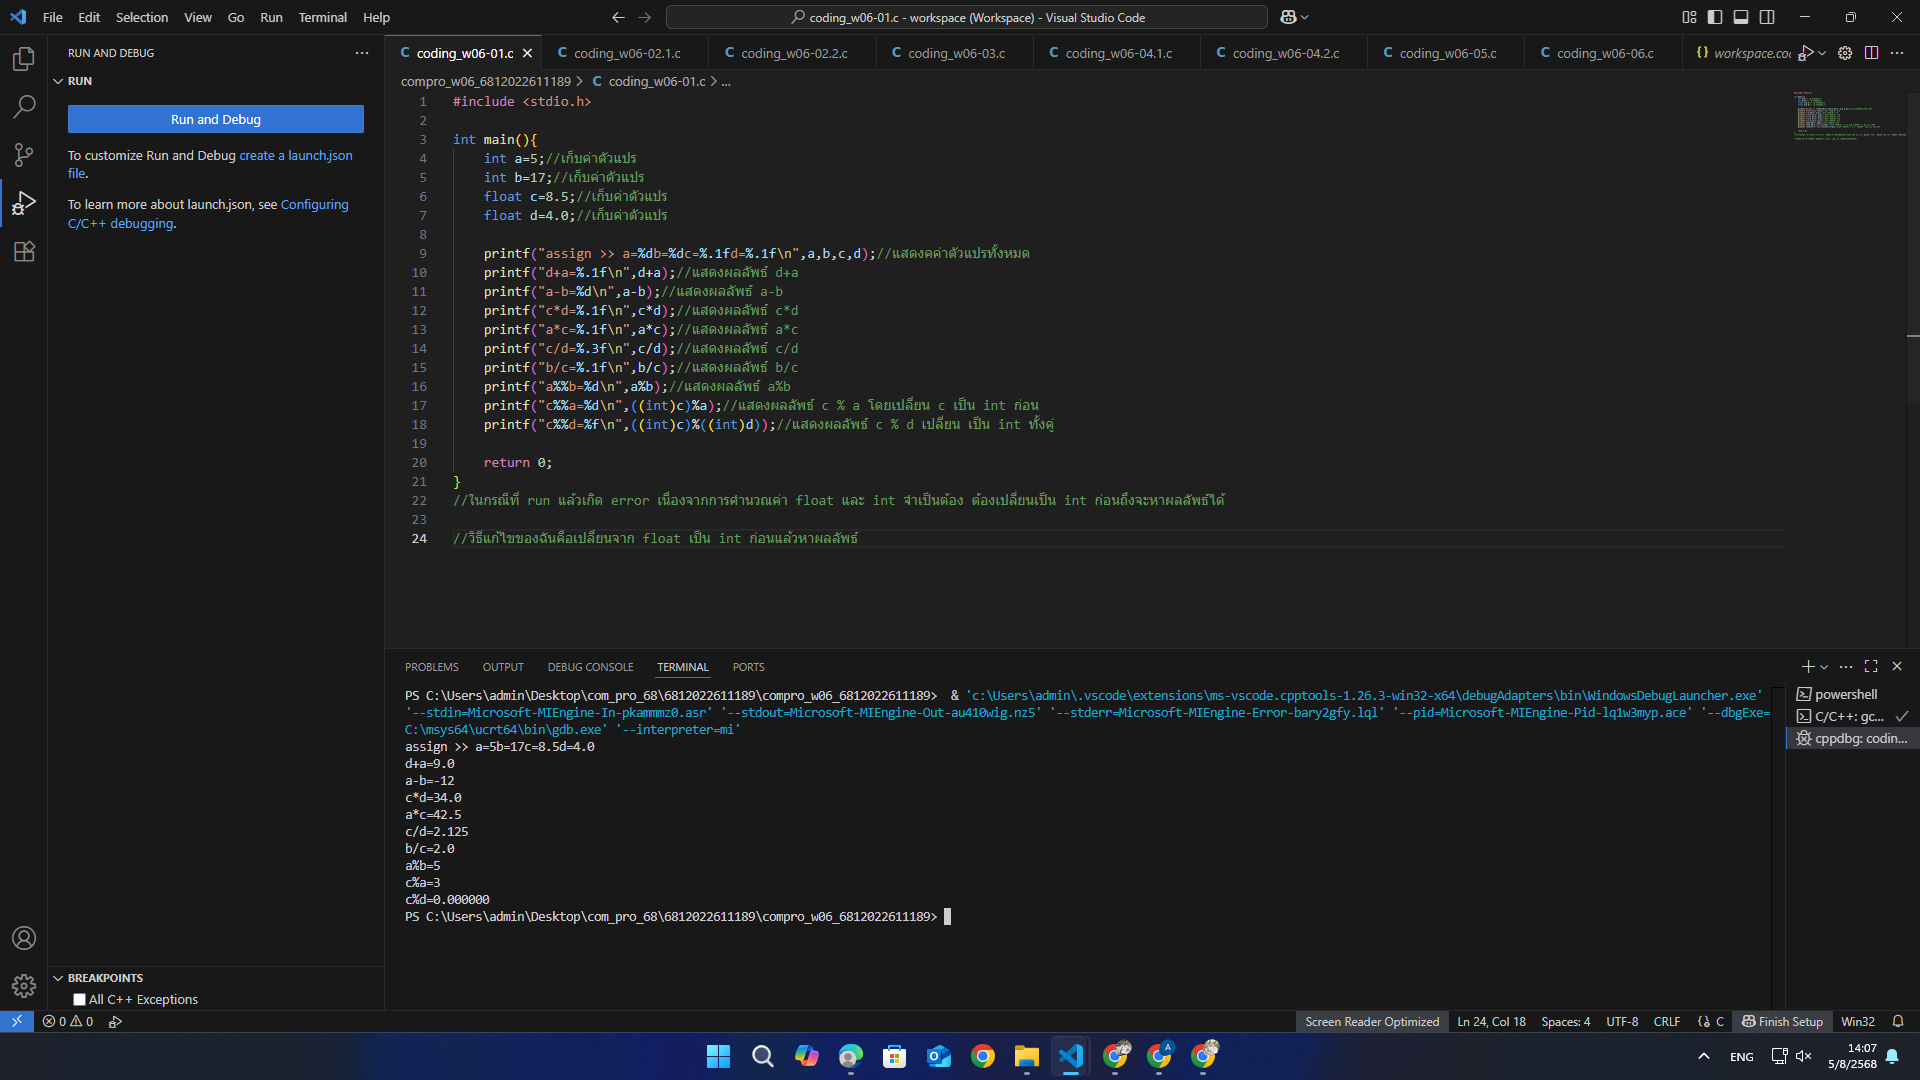 File Edit Selection View Go Run Terminal Help
coding_w06-01.c - workspace (Workspace) - Visual Studio Code
RUN AND DEBUG
RUN
Run and Debug
To customize Run and Debug create a launch.json
file.
To learn more about launch.json, see Configuring
C/C++ debugging.
C coding_w06-01.c
C coding_w06-02.1.c
C coding_w06-02.2.c
C coding_w06-03.c
C coding_w06-04.1.c
C coding_w06-04.2.c
C coding_w06-05.c
C coding_w06-06.c
{} workspace.co
compro_w06_6812022611189 > C coding_w06-01.c > ...
1 #include <stdio.h>
2
3 int main(){
4 int a=5;//เก็บค่าตัวแปร
5 int b=17;//เก็บค่าตัวแปร
6 float c=8.5;//เก็บค่าตัวแปร
7 float d=4.0;//เก็บค่าตัวแปร
8
9 printf("assign >> a=%db=%dc=%.1fd=%.1f\n",a,b,c,d);//แสดงคค่าตัวแปรทั้งหมด
10 printf("d+a=%.1f\n",d+a);//แสดงผลลัพธ์ d+a
11 printf("a-b=%d\n",a-b);//แสดงผลลัพธ์ a-b
12 printf("c*d=%.1f\n",c*d);//แสดงผลลัพธ์ c*d
13 printf("a*c=%.1f\n",a*c);//แสดงผลลัพธ์ a*c
14 printf("c/d=%.3f\n",c/d);//แสดงผลลัพธ์ c/d
15 printf("b/c=%.1f\n",b/c);//แสดงผลลัพธ์ b/c
16 printf("a%%b=%d\n",a%b);//แสดงผลลัพธ์ a%b
17 printf("c%%a=%d\n",((int)c)%a);//แสดงผลลัพธ์ c % a โดยเปลี่ยน c เป็น int ก่อน
18 printf("c%%d=%f\n",((int)c)%((int)d));//แสดงผลลัพธ์ c % d เปลี่ยน เป็น int ทั้งคู่
19
20 return 0;
21 }
22 //ในกรณีที่ run แล้วเกิด error เนื่องจากการคำนวณค่า float และ int จำเป็นต้อง ต้องเปลี่ยนเป็น int ก่อนถึงจะหาผลลัพธ์ได้
23
24 //วิธีแก้ไขของฉันคือเปลี่ยนจาก float เป็น int ก่อนแล้วหาผลลัพธ์
PROBLEMS OUTPUT DEBUG CONSOLE TERMINAL PORTS
PS C:\Users\admin\Desktop\com_pro_68\6812022611189\compro_w06_6812022611189> & 'c:\Users\admin\.vscode\extensions\ms-vscode.cpptools-1.26.3-win32-x64\debugAdapters\bin\WindowsDebugLauncher.exe'
'--stdin=Microsoft-MIEngine-In-pkammmz0.asr' '--stdout=Microsoft-MIEngine-Out-au410wig.nz5' '--stderr=Microsoft-MIEngine-Error-bary2gfy.lql' '--pid=Microsoft-MIEngine-Pid-lq1w3myp.ace' '--dbgExe=
C:\msys64\ucrt64\bin\gdb.exe' '--interpreter=mi'
assign >> a=5b=17c=8.5d=4.0
d+a=9.0
a-b=-12
c*d=34.0
a*c=42.5
c/d=2.125
b/c=2.0
a%b=5
c%a=3
c%d=0.000000
PS C:\Users\admin\Desktop\com_pro_68\6812022611189\compro_w06_6812022611189>
powershell
C/C++: gc...
cppdbg: codin...
BREAKPOINTS
All C++ Exceptions
0 0
Screen Reader Optimized Ln 24, Col 18 Spaces: 4 UTF-8 CRLF C Finish Setup Win32
ENG
14:07
5/8/2568